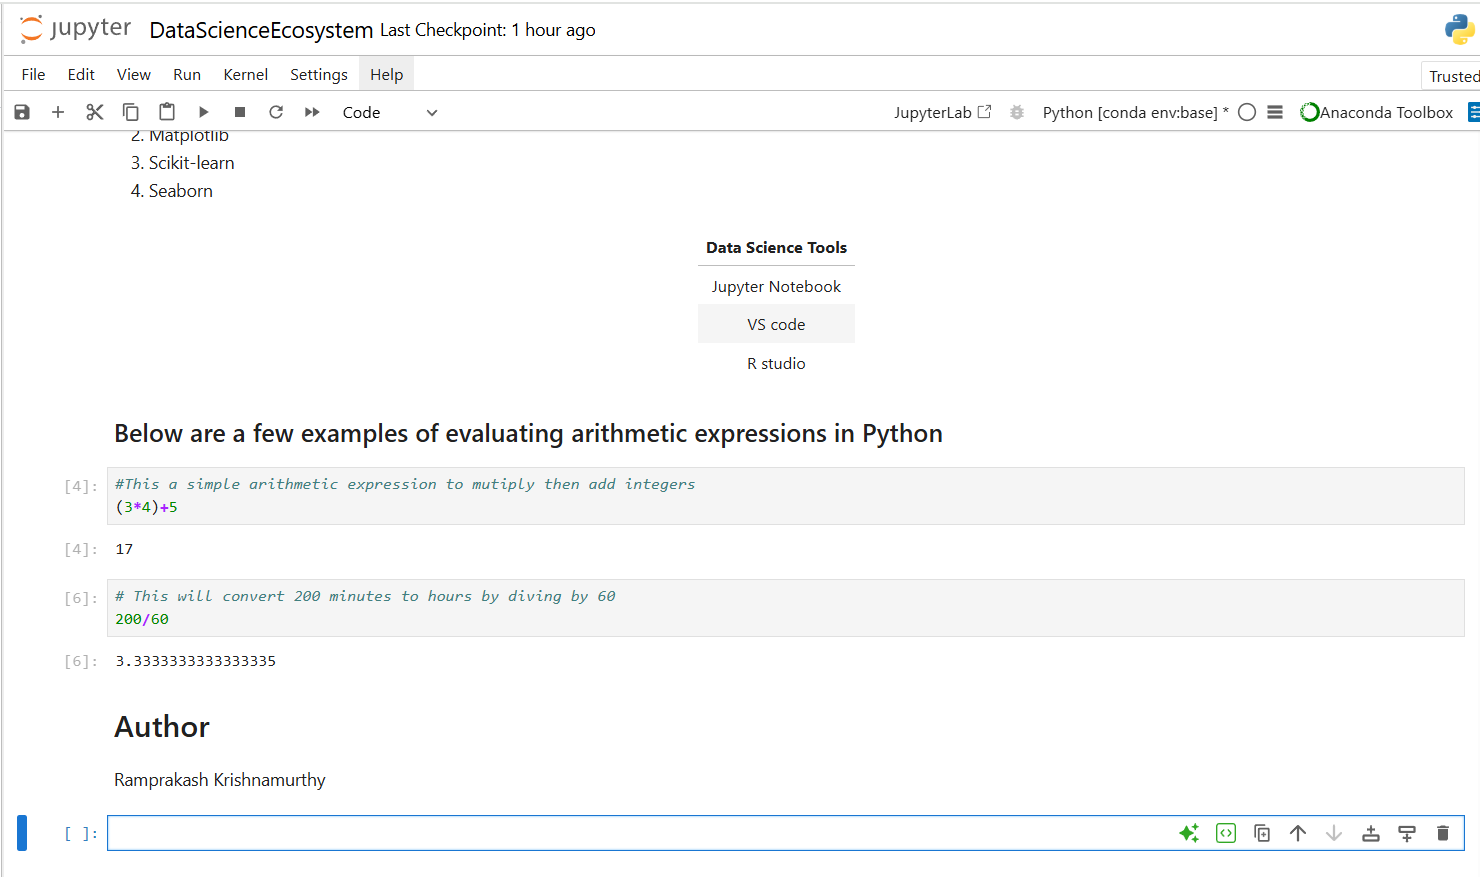 jupyter DataScienceEcosystem Last Checkpoint: 1 hour ago
File Edit View Run Kernel Settings Help
Trusted
Code JupyterLab Python [conda env:base] * Anaconda Toolbox
2. Matplotlib
3. Scikit-learn
4. Seaborn
Data Science Tools
Jupyter Notebook
VS code
R studio
Below are a few examples of evaluating arithmetic expressions in Python
[4]: #This a simple arithmetic expression to mutiply then add integers
(3*4)+5
[4]: 17
[6]: # This will convert 200 minutes to hours by diving by 60
200/60
[6]: 3.3333333333333335
Author
Ramprakash Krishnamurthy
[ ]: